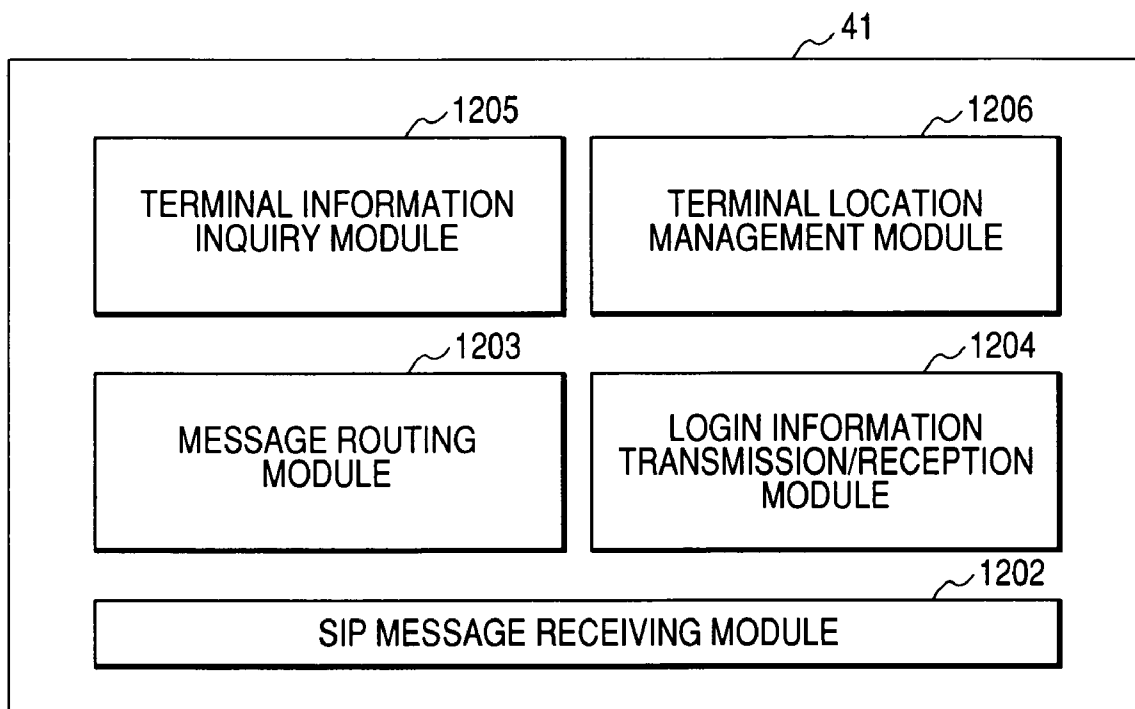 41
1205
1206
TERMINAL INFORMATION
INQUIRY MODULE
TERMINAL LOCATION
MANAGEMENT MODULE
1203
1204
MESSAGE ROUTING
MODULE
LOGIN INFORMATION
TRANSMISSION/RECEPTION
MODULE
1202
SIP MESSAGE RECEIVING MODULE